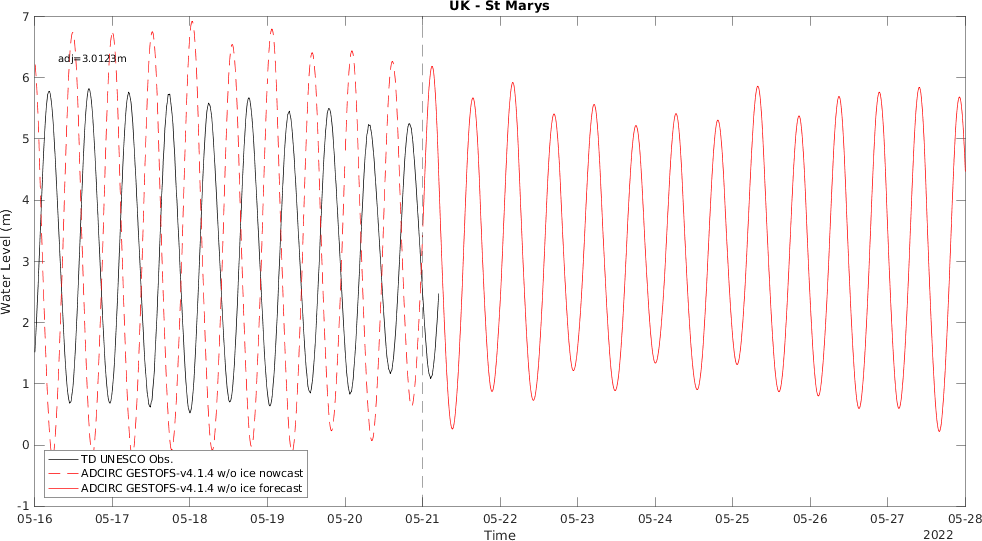 UK - St Marys
7
adj=3.0123m
6
5
4
3
2
1
0
-1
Water Level (m)
TD UNESCO Obs.
ADCIRC GESTOFS-v4.1.4 w/o ice nowcast
ADCIRC GESTOFS-v4.1.4 w/o ice forecast
05-16 05-17 05-18 05-19 05-20 05-21 05-22 05-23 05-24 05-25 05-26 05-27 05-28
Time
2022